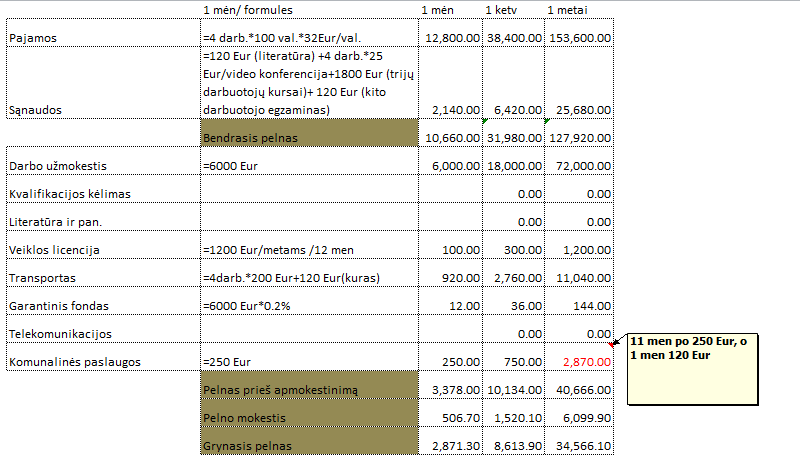 1 mėn/ formules 1 mėn 1 ketv 1 metai
Pajamos =4 darb.*100 val.*32Eur/val. 12,800.00 38,400.00 153,600.00
=120 Eur (literatūra) +4 darb.*25
Eur/video konferencija+1800 Eur (trijų
darbuotojų kursai)+ 120 Eur (kito
Sąnaudos darbuotojo egzaminas) 2,140.00 6,420.00 25,680.00
Bendrasis pelnas 10,660.00 31,980.00 127,920.00
Darbo užmokestis =6000 Eur 6,000.00 18,000.00 72,000.00
Kvalifikacijos kėlimas 0.00 0.00
Literatūra ir pan. 0.00 0.00
Veiklos licencija =1200 Eur/metams /12 men 100.00 300.00 1,200.00
Transportas =4darb.*200 Eur+120 Eur(kuras) 920.00 2,760.00 11,040.00
Garantinis fondas =6000 Eur*0.2% 12.00 36.00 144.00
Telekomunikacijos 0.00 0.00
11 men po 250 Eur, o
1 men 120 Eur
Komunalinės paslaugos =250 Eur 250.00 750.00 2,870.00
Pelnas prieš apmokestinimą 3,378.00 10,134.00 40,666.00
Pelno mokestis 506.70 1,520.10 6,099.90
Grynasis pelnas 2,871.30 8,613.90 34,566.10